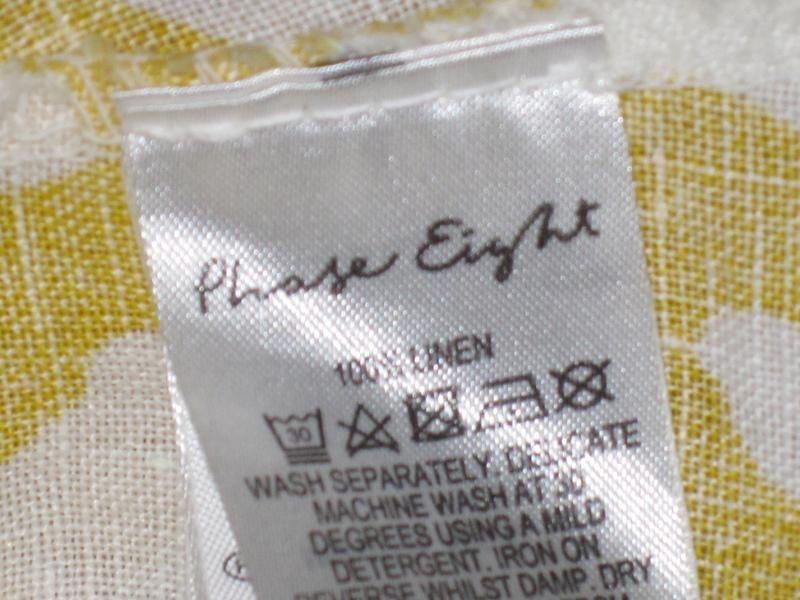 Phase Eight
100% LINEN
30
WASH SEPARATELY. DELICATE
MACHINE WASH AT 30
DEGREES USING A MILD
DETERGENT. IRON ON
REVERSE WHILST DAMP. DRY